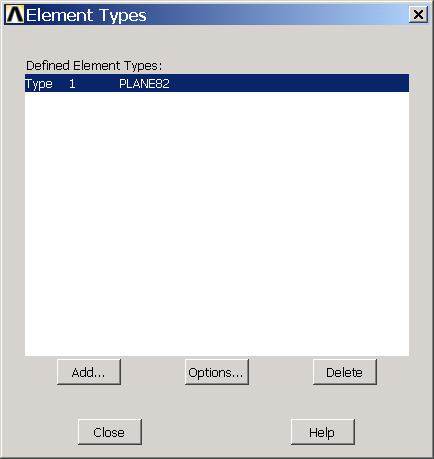 Element Types
Defined Element Types:
Type 1 PLANE82
Add... Options... Delete
Close Help